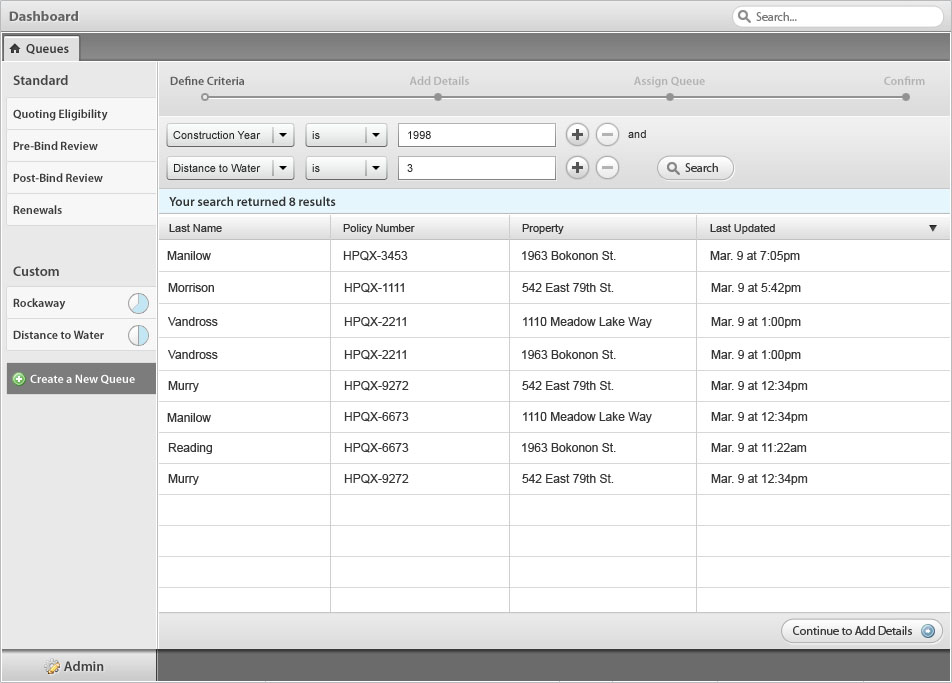 Dashboard Search...
Queues
Standard
Quoting Eligibility
Pre-Bind Review
Post-Bind Review
Renewals
Custom
Rockaway
Distance to Water
Create a New Queue
Admin
Define Criteria Add Details Assign Queue Confirm
Construction Year is 1998 and
Distance to Water is 3 Search
Your search returned 8 results
Last Name Policy Number Property Last Updated
Manilow HPQX-3453 1963 Bokonon St. Mar. 9 at 7:05pm
Morrison HPQX-1111 542 East 79th St. Mar. 9 at 5:42pm
Vandross HPQX-2211 1110 Meadow Lake Way Mar. 9 at 1:00pm
Vandross HPQX-2211 1963 Bokonon St. Mar. 9 at 1:00pm
Murry HPQX-9272 542 East 79th St. Mar. 9 at 12:34pm
Manilow HPQX-6673 1110 Meadow Lake Way Mar. 9 at 12:34pm
Reading HPQX-6673 1963 Bokonon St. Mar. 9 at 11:22am
Murry HPQX-9272 542 East 79th St. Mar. 9 at 12:34pm
Continue to Add Details